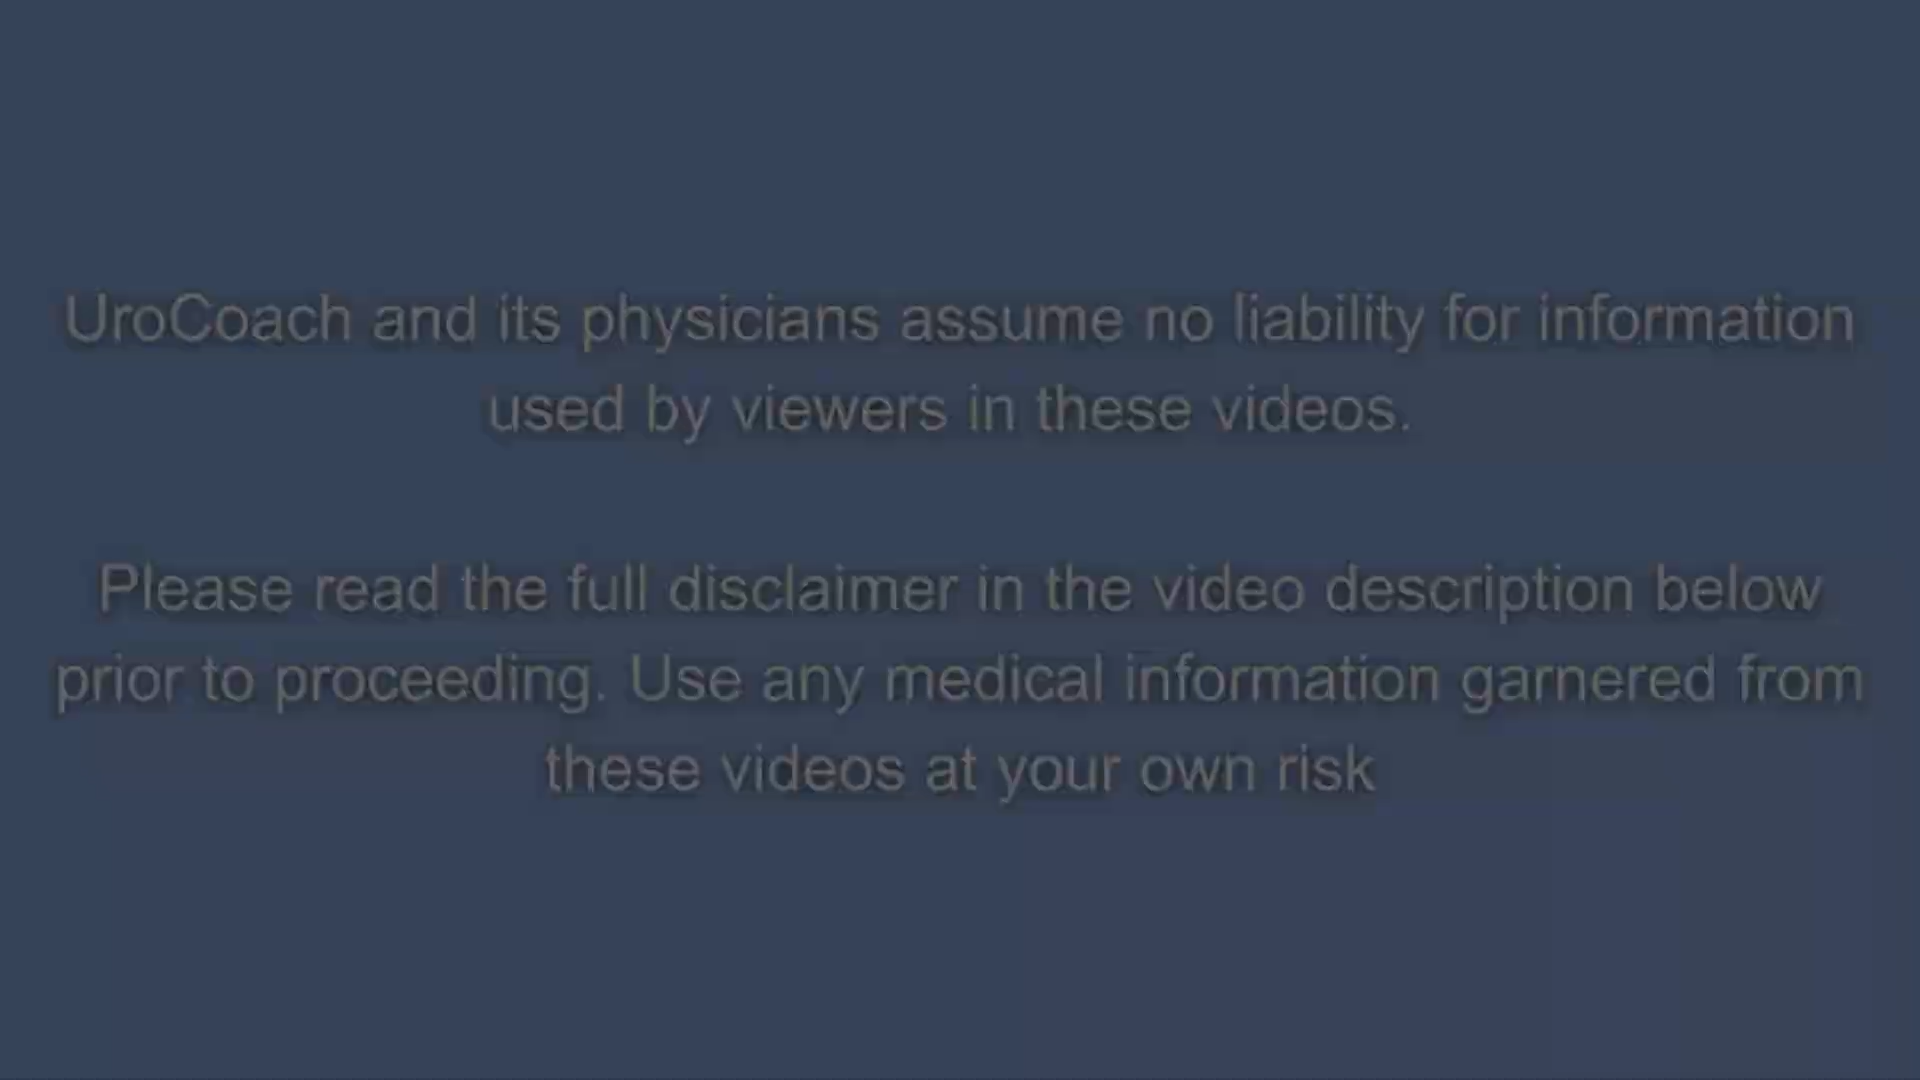 UroCoach and its physicians assume no liability for information
used by viewers in these videos.
Please read the full disclaimer in the video description below
prior to proceeding. Use any medical information garnered from
these videos at your own risk